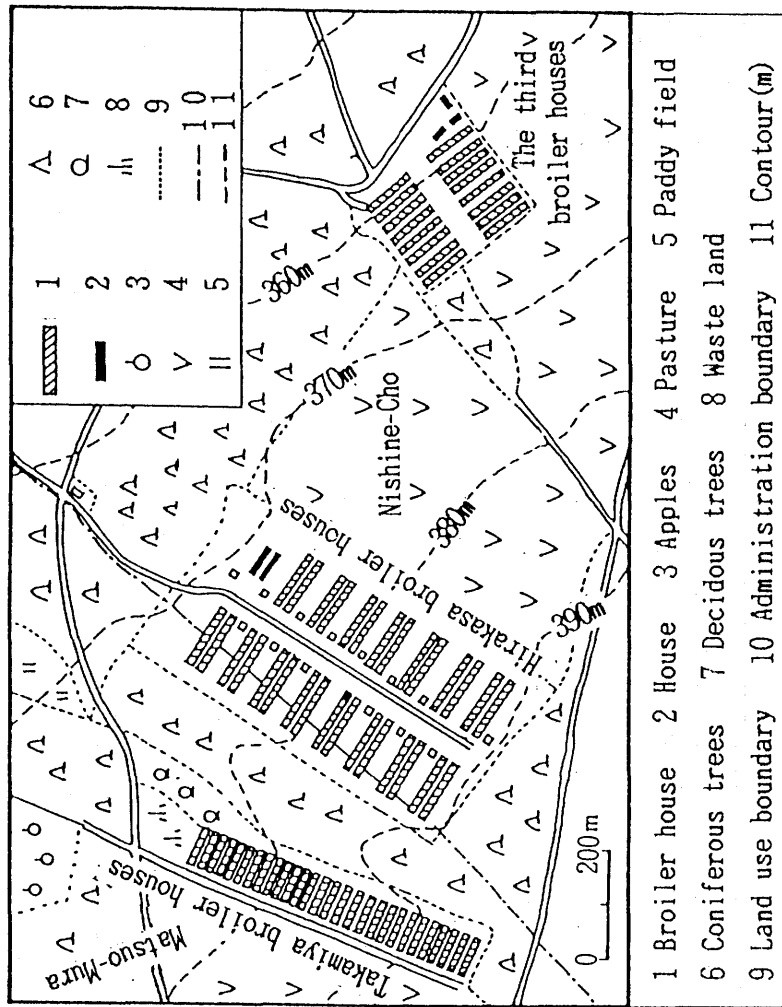 1 6
2 7
3 8
4 9
5 10
11
360m
370m
380m
390m
Nishine-Cho
The third
broiler houses
Hirakasa broiler houses
Takamiya broiller houses
Matsuo-Mura
0 200m
1 Broiler house 2 House 3 Apples 4 Pasture 5 Paddy field
6 Coniferous trees 7 Decidous trees 8 Waste land
9 Land use boundary 10 Administration boundary 11 Contour(m)